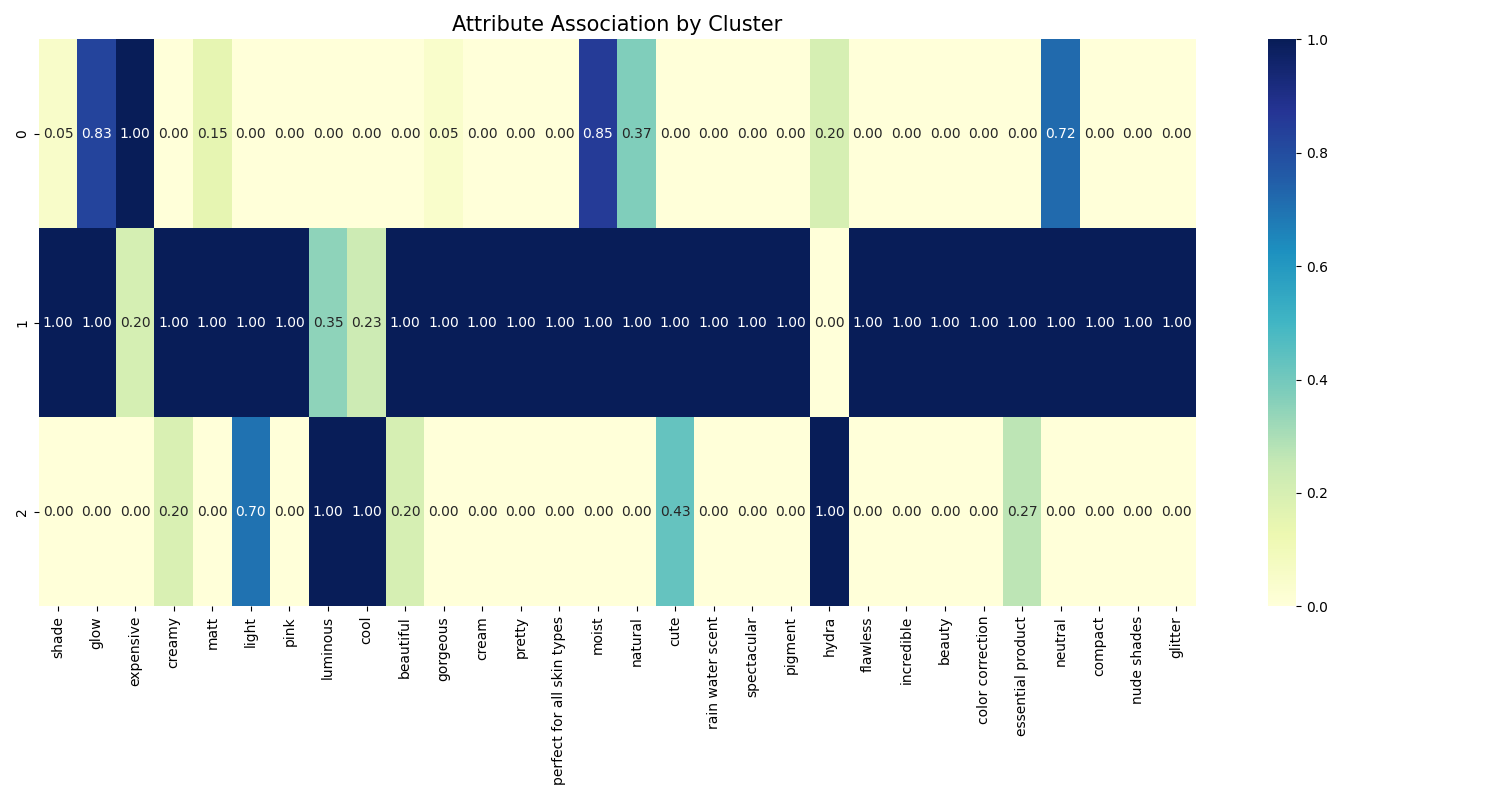 Attribute Association by Cluster
0 0.05 0.83 1.00 0.00 0.15 0.00 0.00 0.00 0.00 0.00 0.05 0.00 0.00 0.00 0.85 0.37 0.00 0.00 0.00 0.00 0.20 0.00 0.00 0.00 0.00 0.00 0.72 0.00 0.00 0.00
1 1.00 1.00 0.20 1.00 1.00 1.00 1.00 0.35 0.23 1.00 1.00 1.00 1.00 1.00 1.00 1.00 1.00 1.00 1.00 1.00 0.00 1.00 1.00 1.00 1.00 1.00 1.00 1.00 1.00 1.00
2 0.00 0.00 0.00 0.20 0.00 0.70 0.00 1.00 1.00 0.20 0.00 0.00 0.00 0.00 0.00 0.00 0.43 0.00 0.00 0.00 1.00 0.00 0.00 0.00 0.00 0.27 0.00 0.00 0.00 0.00
shade
glow
expensive
creamy
matt
light
pink
luminous
cool
beautiful
gorgeous
cream
pretty
perfect for all skin types
moist
natural
cute
rain water scent
spectacular
pigment
hydra
flawless
incredible
beauty
color correction
essential product
neutral
compact
nude shades
glitter
1.0
0.8
0.6
0.4
0.2
0.0